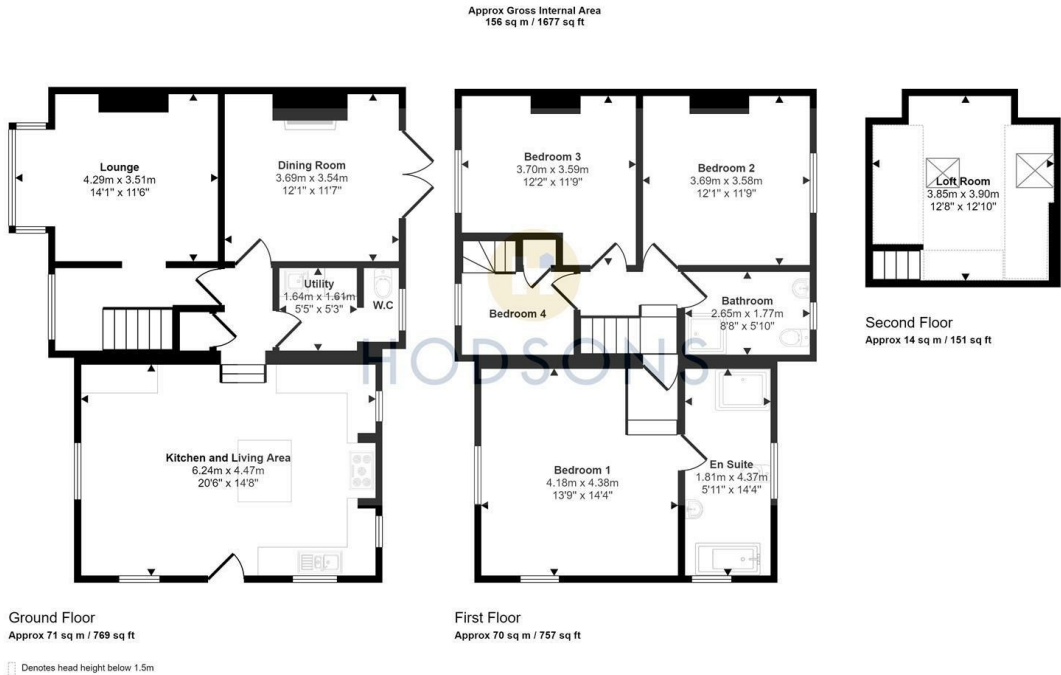 Approx Gross Internal Area
156 sq m / 1677 sq ft
Lounge
4.29m x 3.51m
14'1" x 11'6"
Dining Room
3.69m x 3.54m
12'1" x 11'7"
Utility
1.64m x 1.61m
5'5" x 5'3"
W.C
Kitchen and Living Area
6.24m x 4.47m
20'6" x 14'8"
Ground Floor
Approx 71 sq m / 769 sq ft
Denotes head height below 1.5m
Bedroom 3
3.70m x 3.59m
12'2" x 11'9"
Bedroom 2
3.69m x 3.58m
12'1" x 11'9"
Bedroom 4
Bathroom
2.65m x 1.77m
8'8" x 5'10"
HODSONS
Bedroom 1
4.18m x 4.38m
13'9" x 14'4"
En Suite
1.81m x 4.37m
5'11" x 14'4"
First Floor
Approx 70 sq m / 757 sq ft
Loft Room
3.85m x 3.90m
12'8" x 12'10"
Second Floor
Approx 14 sq m / 151 sq ft